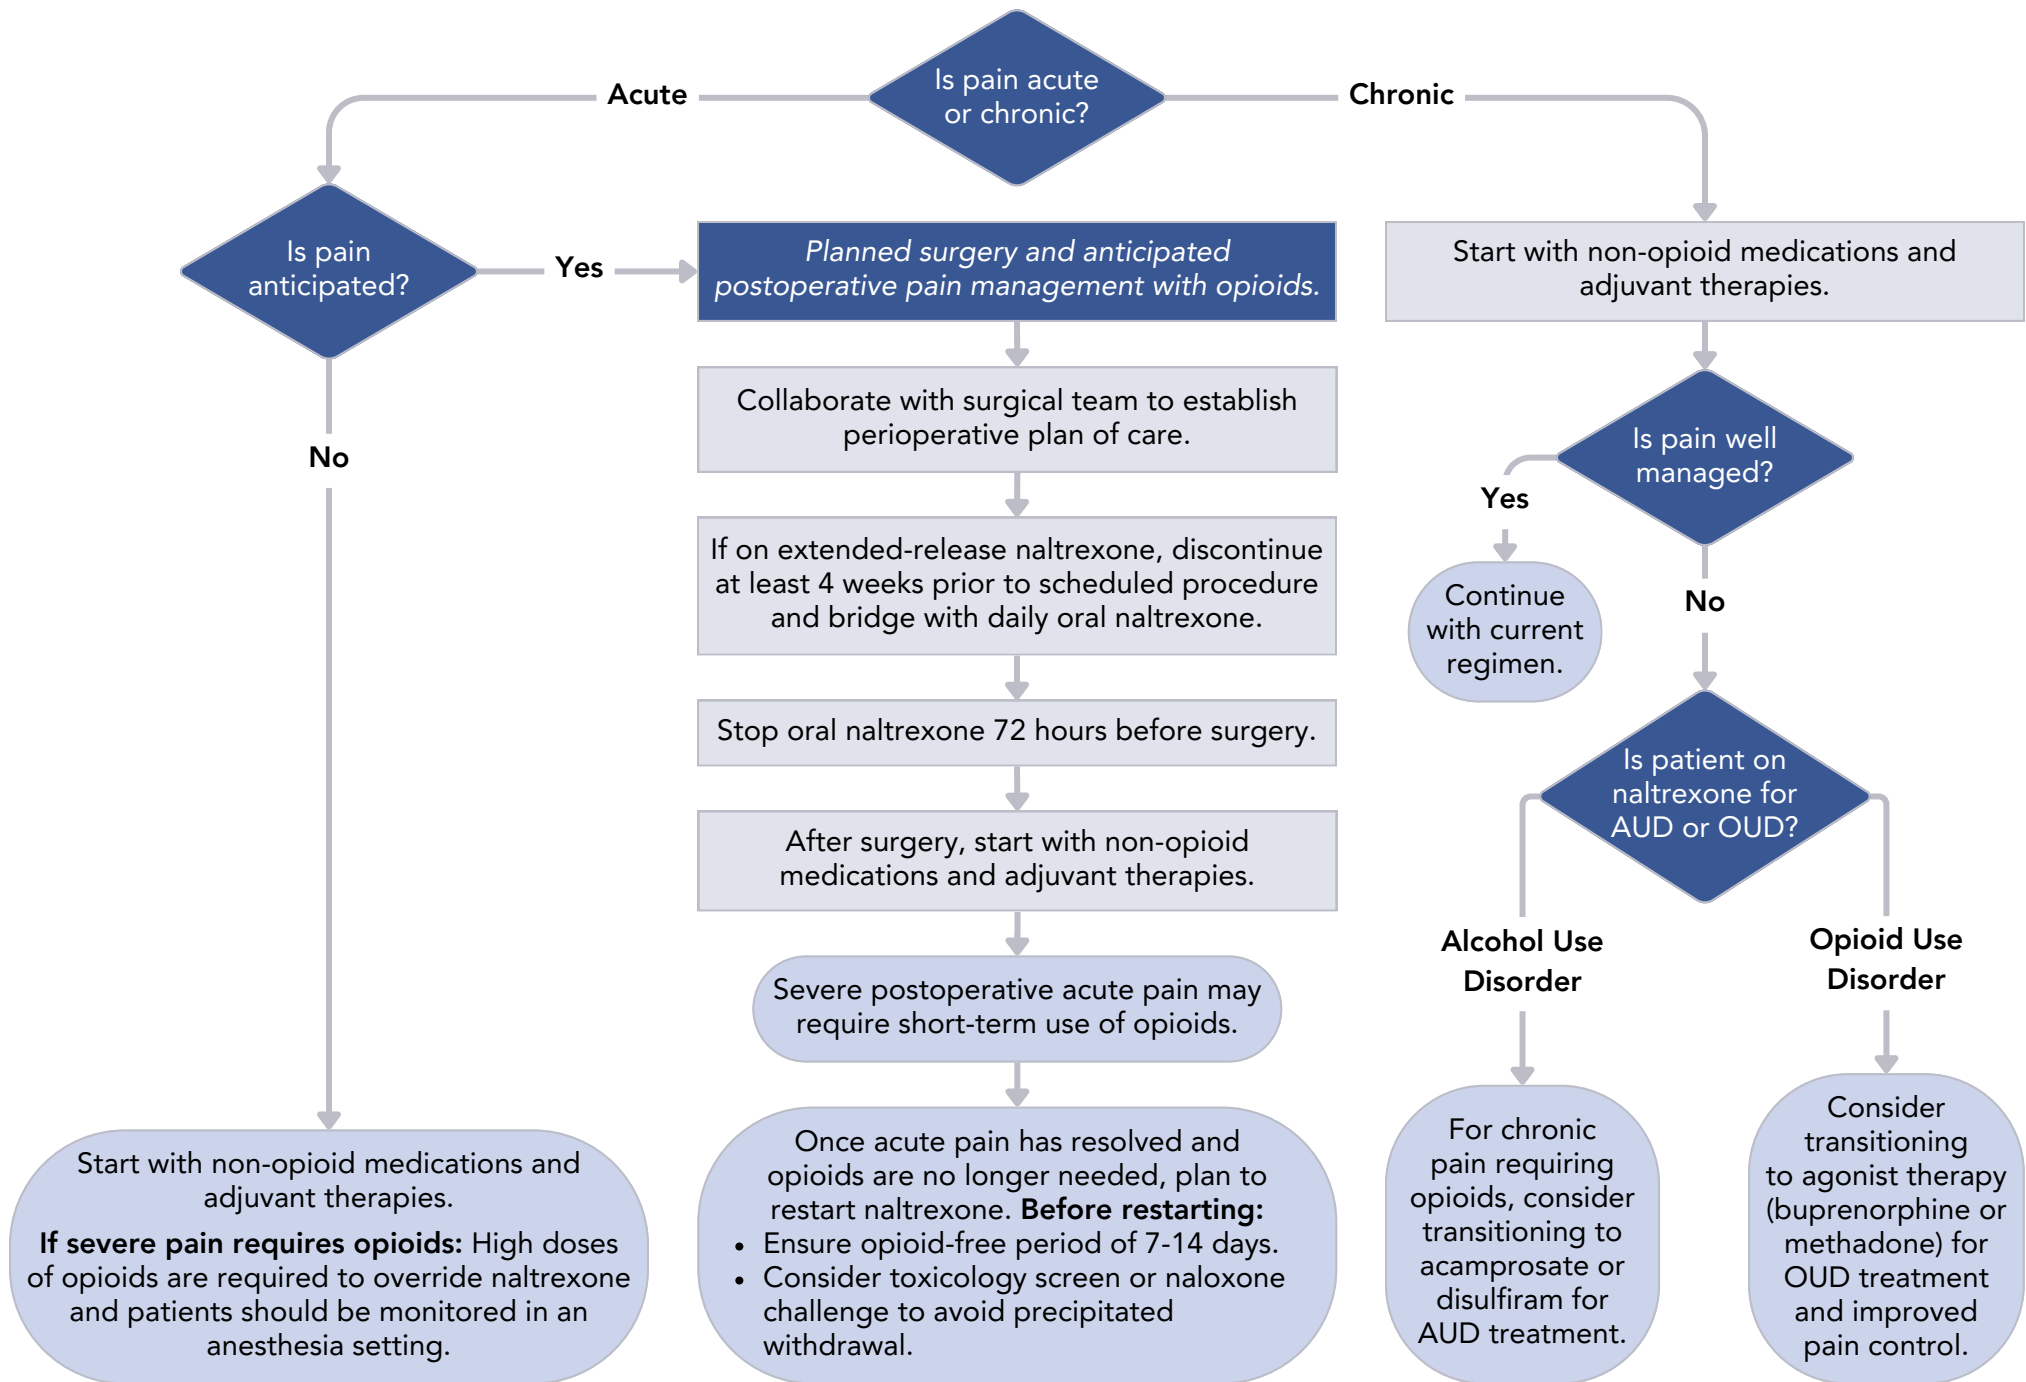 Is pain acute
or chronic?
Acute
Chronic
Is pain
anticipated?
Yes
No
Planned surgery and anticipated
postoperative pain management with opioids.
Collaborate with surgical team to establish
perioperative plan of care.
If on extended-release naltrexone, discontinue
at least 4 weeks prior to scheduled procedure
and bridge with daily oral naltrexone.
Stop oral naltrexone 72 hours before surgery.
After surgery, start with non-opioid
medications and adjuvant therapies.
Severe postoperative acute pain may
require short-term use of opioids.
Once acute pain has resolved and
opioids are no longer needed, plan to
restart naltrexone. Before restarting:
• Ensure opioid-free period of 7-14 days.
• Consider toxicology screen or naloxone
challenge to avoid precipitated
withdrawal.
Start with non-opioid medications and
adjuvant therapies.
If severe pain requires opioids: High doses
of opioids are required to override naltrexone
and patients should be monitored in an
anesthesia setting.
Start with non-opioid medications and
adjuvant therapies.
Is pain well
managed?
Yes
Continue
with current
regimen.
No
Is patient on
naltrexone for
AUD or OUD?
Alcohol Use
Disorder
For chronic
pain requiring
opioids, consider
transitioning to
acamprosate or
disulfiram for
AUD treatment.
Opioid Use
Disorder
Consider
transitioning
to agonist therapy
(buprenorphine or
methadone) for
OUD treatment
and improved
pain control.